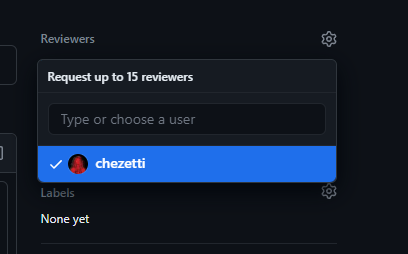 Reviewers
Request up to 15 reviewers
Type or choose a user
chezetti
Labels
None yet